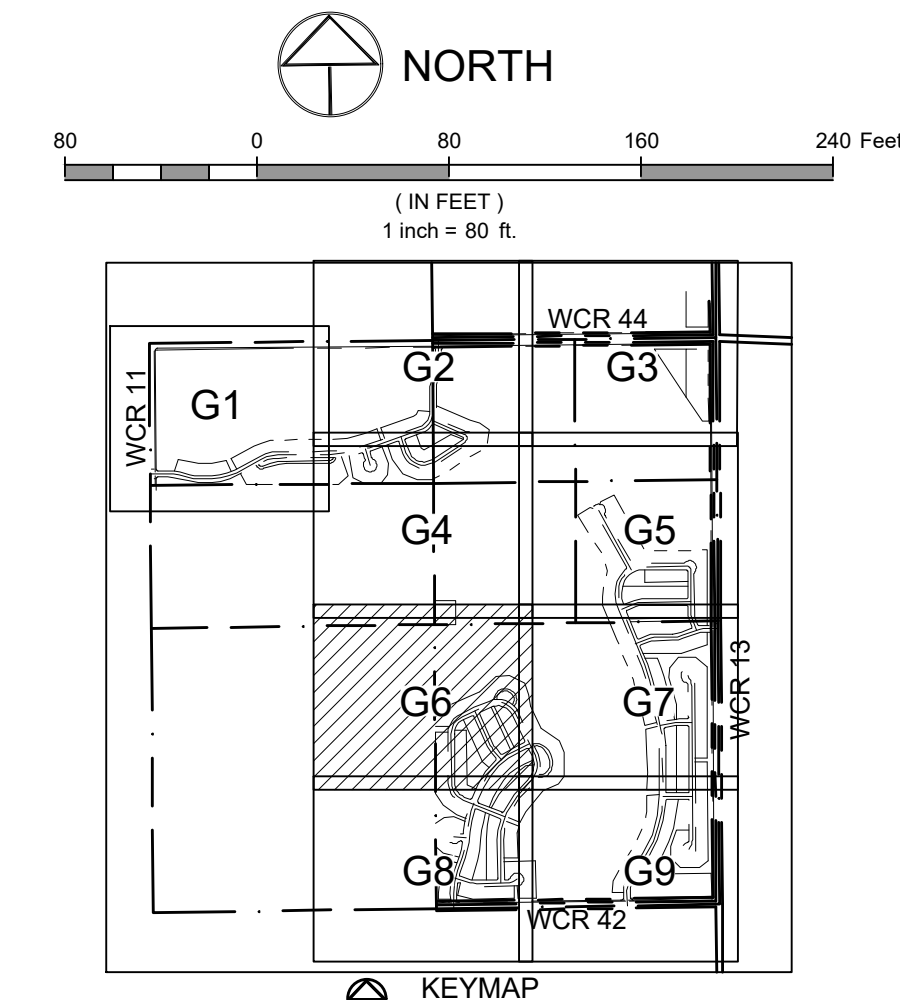 NORTH
80 0 80 160 240 Feet
( IN FEET )
1 inch = 80 ft.
WCR 44
G2
G3
WCR 11
G1
G4
G5
WCR 13
G6
G7
G8
G9
WCR 42
KEYMAP